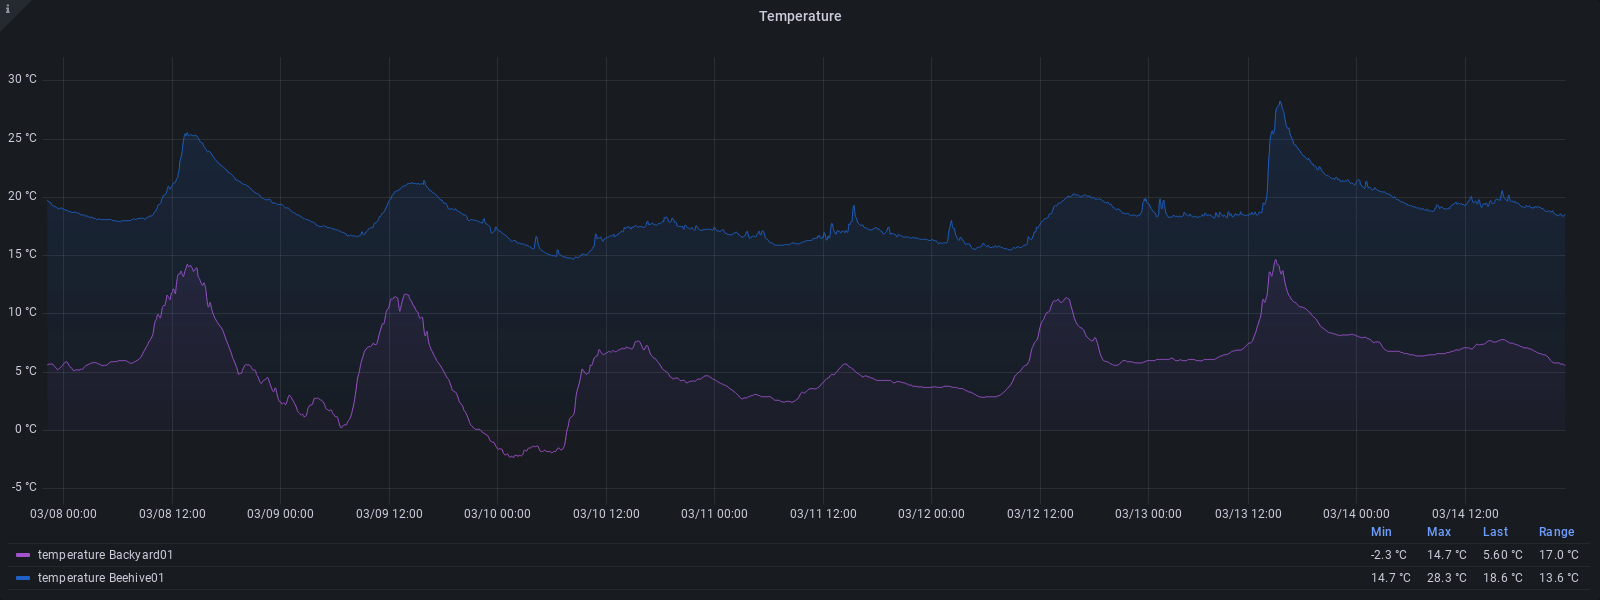 i
Temperature
30 °C
25 °C
20 °C
15 °C
10 °C
5 °C
0 °C
-5 °C
03/08 00:00 03/08 12:00 03/09 00:00 03/09 12:00 03/10 00:00 03/10 12:00 03/11 00:00 03/11 12:00 03/12 00:00 03/12 12:00 03/13 00:00 03/13 12:00 03/14 00:00 03/14 12:00
Min Max Last Range
temperature Backyard01 -2.3 °C 14.7 °C 5.60 °C 17.0 °C
temperature Beehive01 14.7 °C 28.3 °C 18.6 °C 13.6 °C